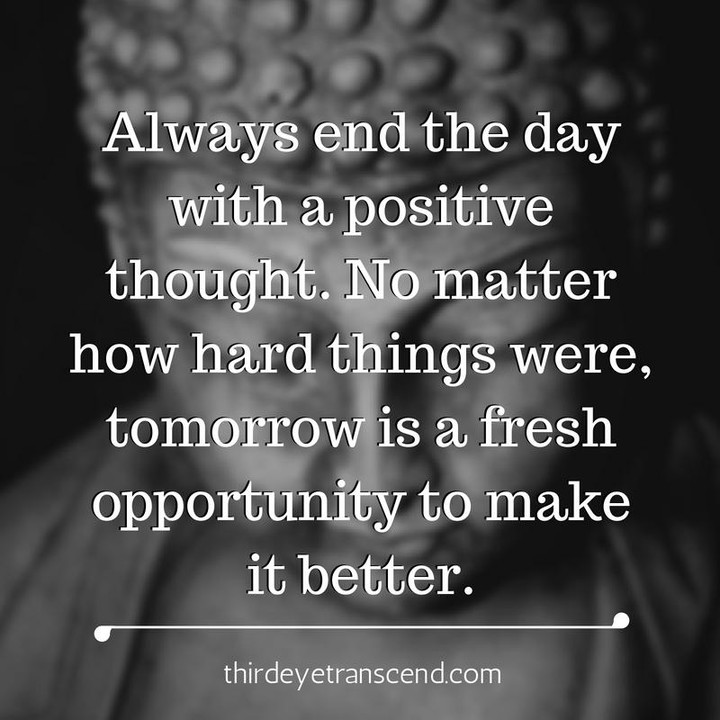 Always end the day
with a positive
thought. No matter
how hard things were,
tomorrow is a fresh
opportunity to make
it better.
thirdeyetranscend.com